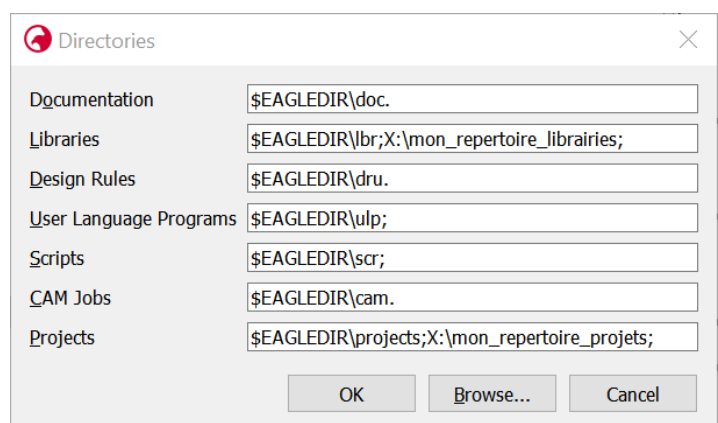 Directories
Documentation $EAGLEDIR\doc.
Libraries $EAGLEDIR\lbr;X:\mon_repertoire_librairies;
Design Rules $EAGLEDIR\dru.
User Language Programs $EAGLEDIR\ulp;
Scripts $EAGLEDIR\scr;
CAM Jobs $EAGLEDIR\cam.
Projects $EAGLEDIR\projects;X:\mon_repertoire_projets;
OK Browse... Cancel